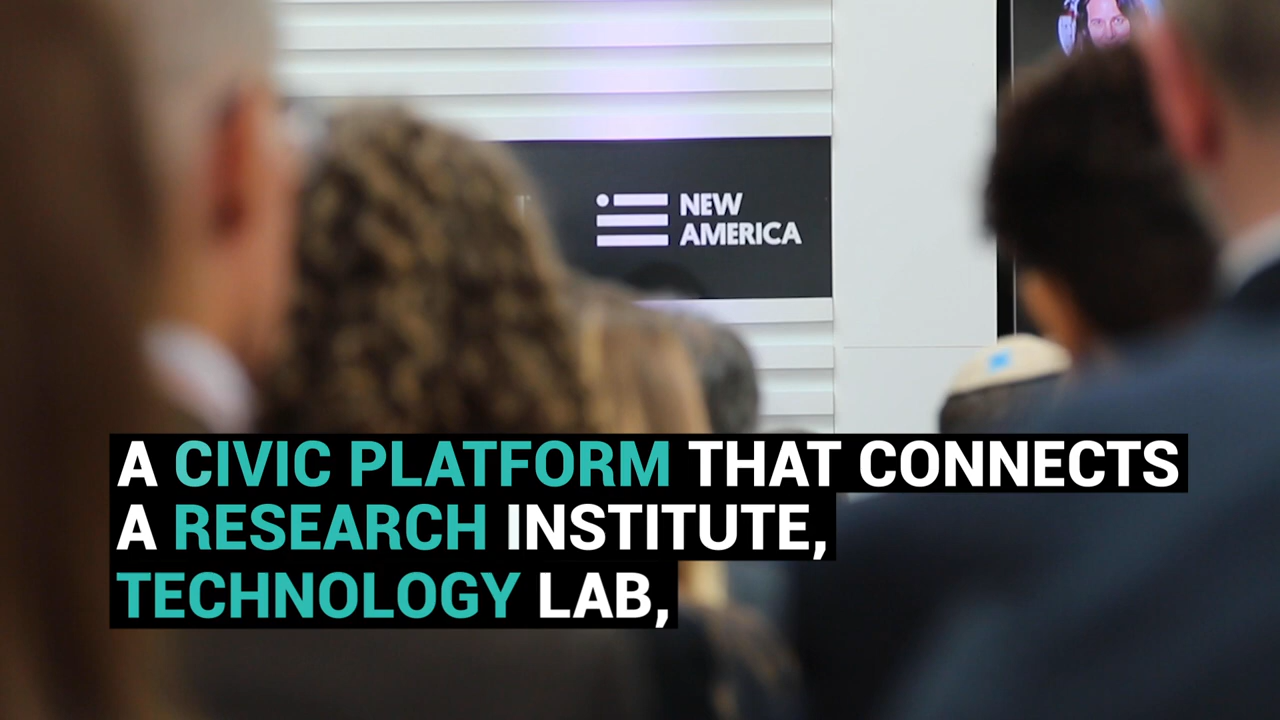 NEW
AMERICA
A CIVIC PLATFORM THAT CONNECTS
A RESEARCH INSTITUTE,
TECHNOLOGY LAB,